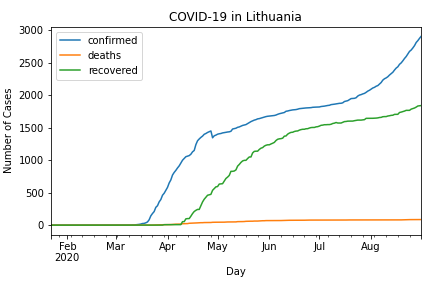 COVID-19 in Lithuania
3000
2500
2000
1500
1000
500
0
Number of Cases
confirmed
deaths
recovered
Feb
2020
Mar
Apr
May
Jun
Jul
Aug
Day